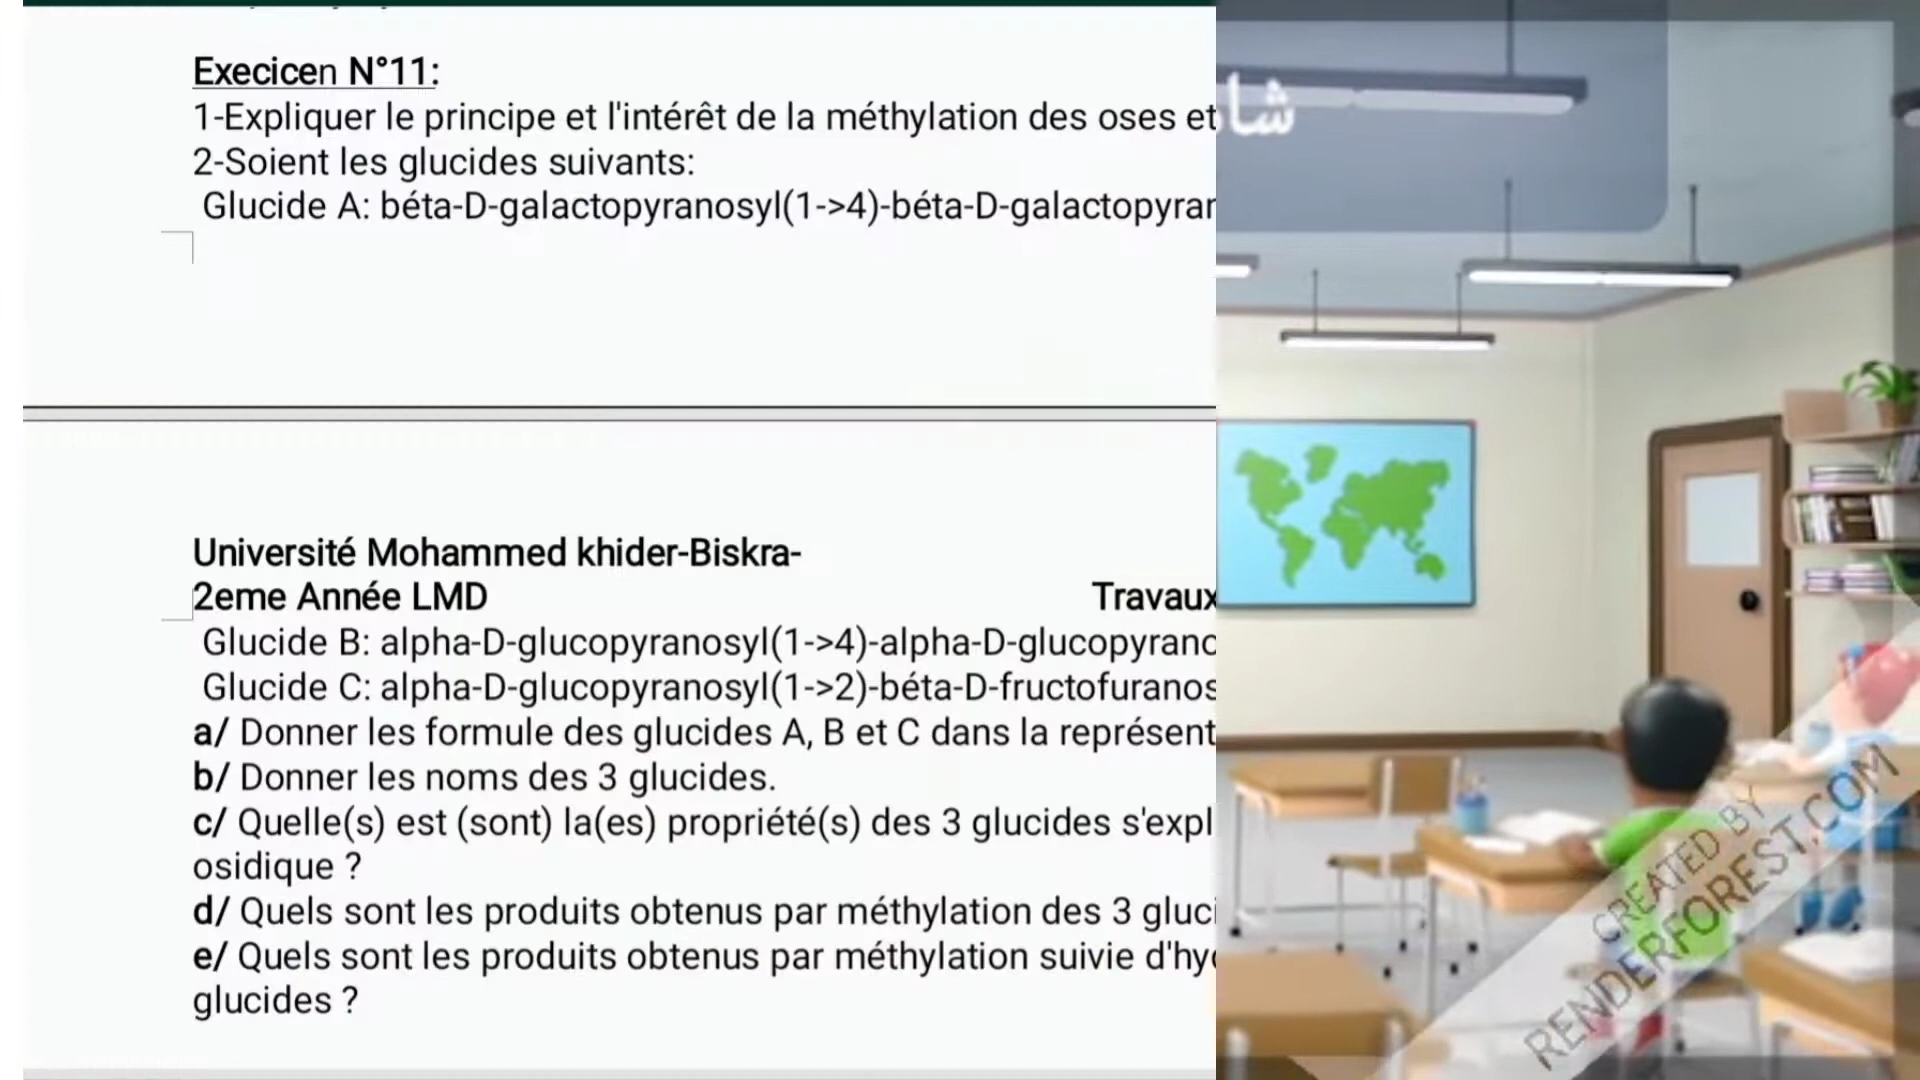 Execicen N°11:
1-Expliquer le principe et l'intérêt de la méthylation des oses et
2-Soient les glucides suivants:
Glucide A: béta-D-galactopyranosyl(1->4)-béta-D-galactopyran
Université Mohammed khider-Biskra-
2eme Année LMD Travaux
Glucide B: alpha-D-glucopyranosyl(1->4)-alpha-D-glucopyrano
Glucide C: alpha-D-glucopyranosyl(1->2)-béta-D-fructofuranos
a/ Donner les formule des glucides A, B et C dans la représent
b/ Donner les noms des 3 glucides.
c/ Quelle(s) est (sont) la(es) propriété(s) des 3 glucides s'expl
osidique ?
d/ Quels sont les produits obtenus par méthylation des 3 gluci
e/ Quels sont les produits obtenus par méthylation suivie d'hy
glucides ?
شا
CREATED BY
RENDERFOREST.COM